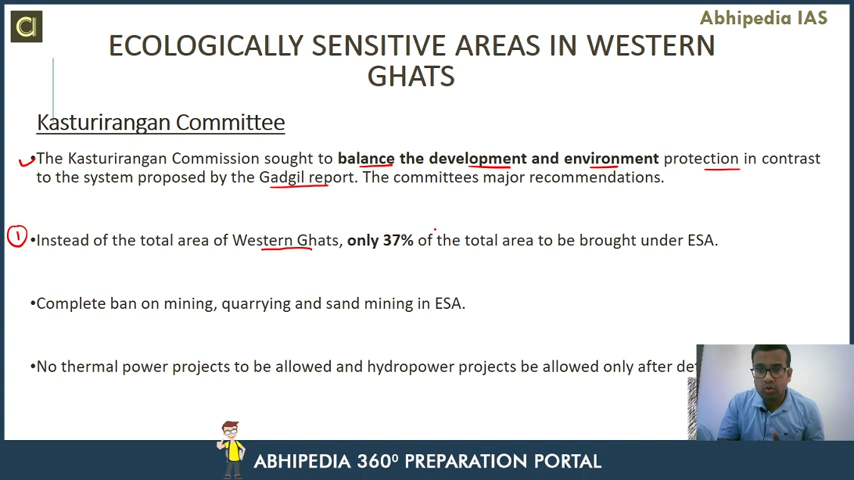 Abhipedia IAS
ECOLOGICALLY SENSITIVE AREAS IN WESTERN
GHATS
Kasturirangan Committee
•The Kasturirangan Commission sought to balance the development and environment protection in contrast
to the system proposed by the Gadgil report. The committees major recommendations.
1
•Instead of the total area of Western Ghats, only 37% of the total area to be brought under ESA.
•Complete ban on mining, quarrying and sand mining in ESA.
•No thermal power projects to be allowed and hydropower projects be allowed only after
ABHIPEDIA 360⁰ PREPARATION PORTAL